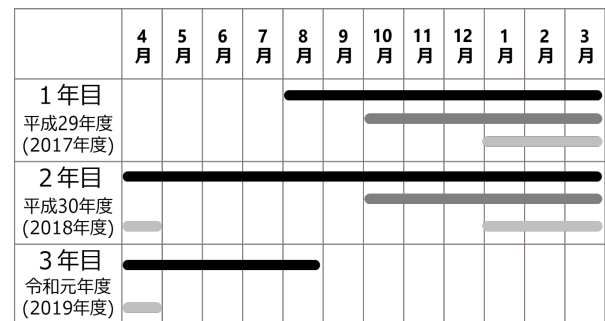 4月 5月 6月 7月 8月 9月 10月 11月 12月 1月 2月 3月
1年目
平成29年度
(2017年度)
2年目
平成30年度
(2018年度)
3年目
令和元年度
(2019年度)